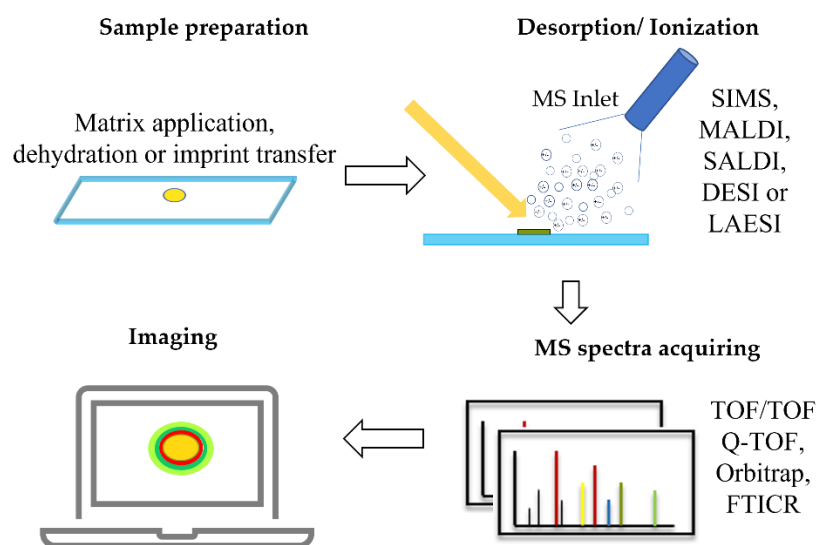 Sample preparation
Matrix application,
dehydration or imprint transfer
Desorption/ Ionization
MS Inlet
SIMS,
MALDI,
SALDI,
DESI or
LAESI
MS spectra acquiring
TOF/TOF
Q-TOF,
Orbitrap,
FTICR
Imaging